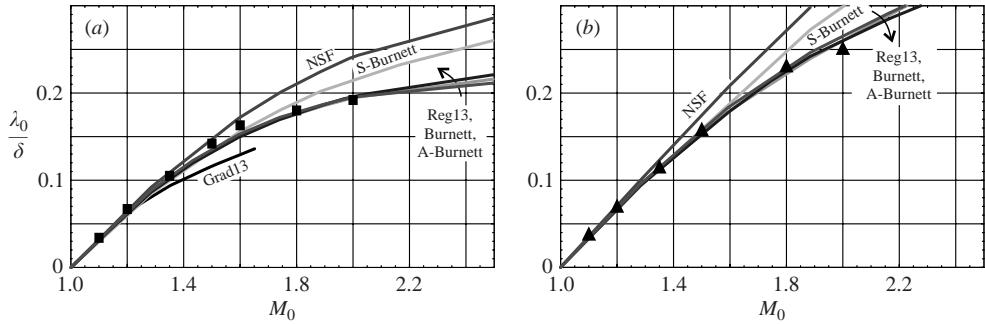 (a)
NSF
S-Burnett
Reg13,
Burnett,
A-Burnett
Grad13
λ0
δ
0.2
0.1
0
1.0
1.4
1.8
2.2
M0
(b)
NSF
S-Burnett
Reg13,
Burnett,
A-Burnett
0.2
0.1
0
1.0
1.4
1.8
2.2
M0